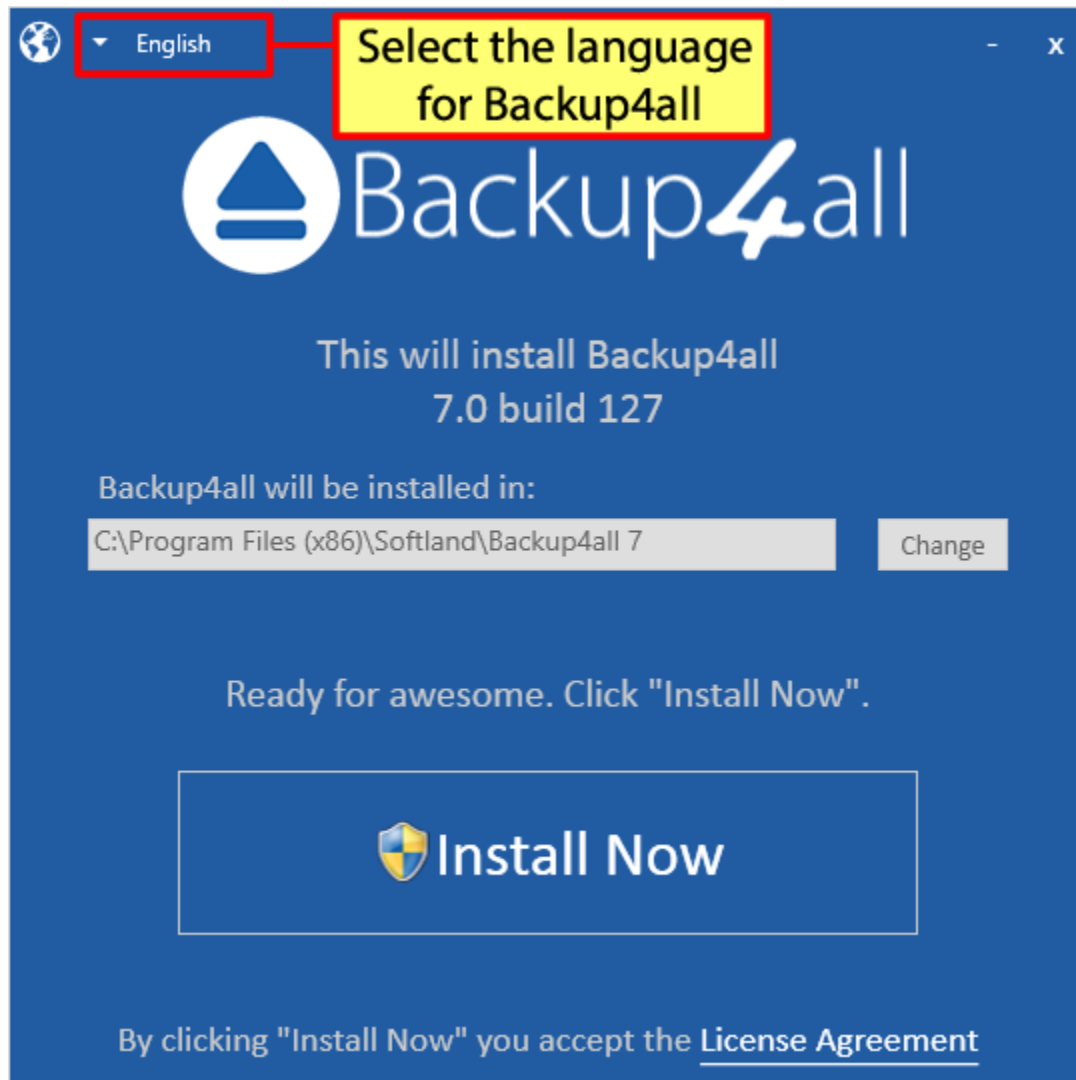 English
Select the language
for Backup4all
- x
Backup4all
This will install Backup4all
7.0 build 127
Backup4all will be installed in:
C:\Program Files (x86)\Softland\Backup4all 7
Change
Ready for awesome. Click "Install Now".
Install Now
By clicking "Install Now" you accept the License Agreement